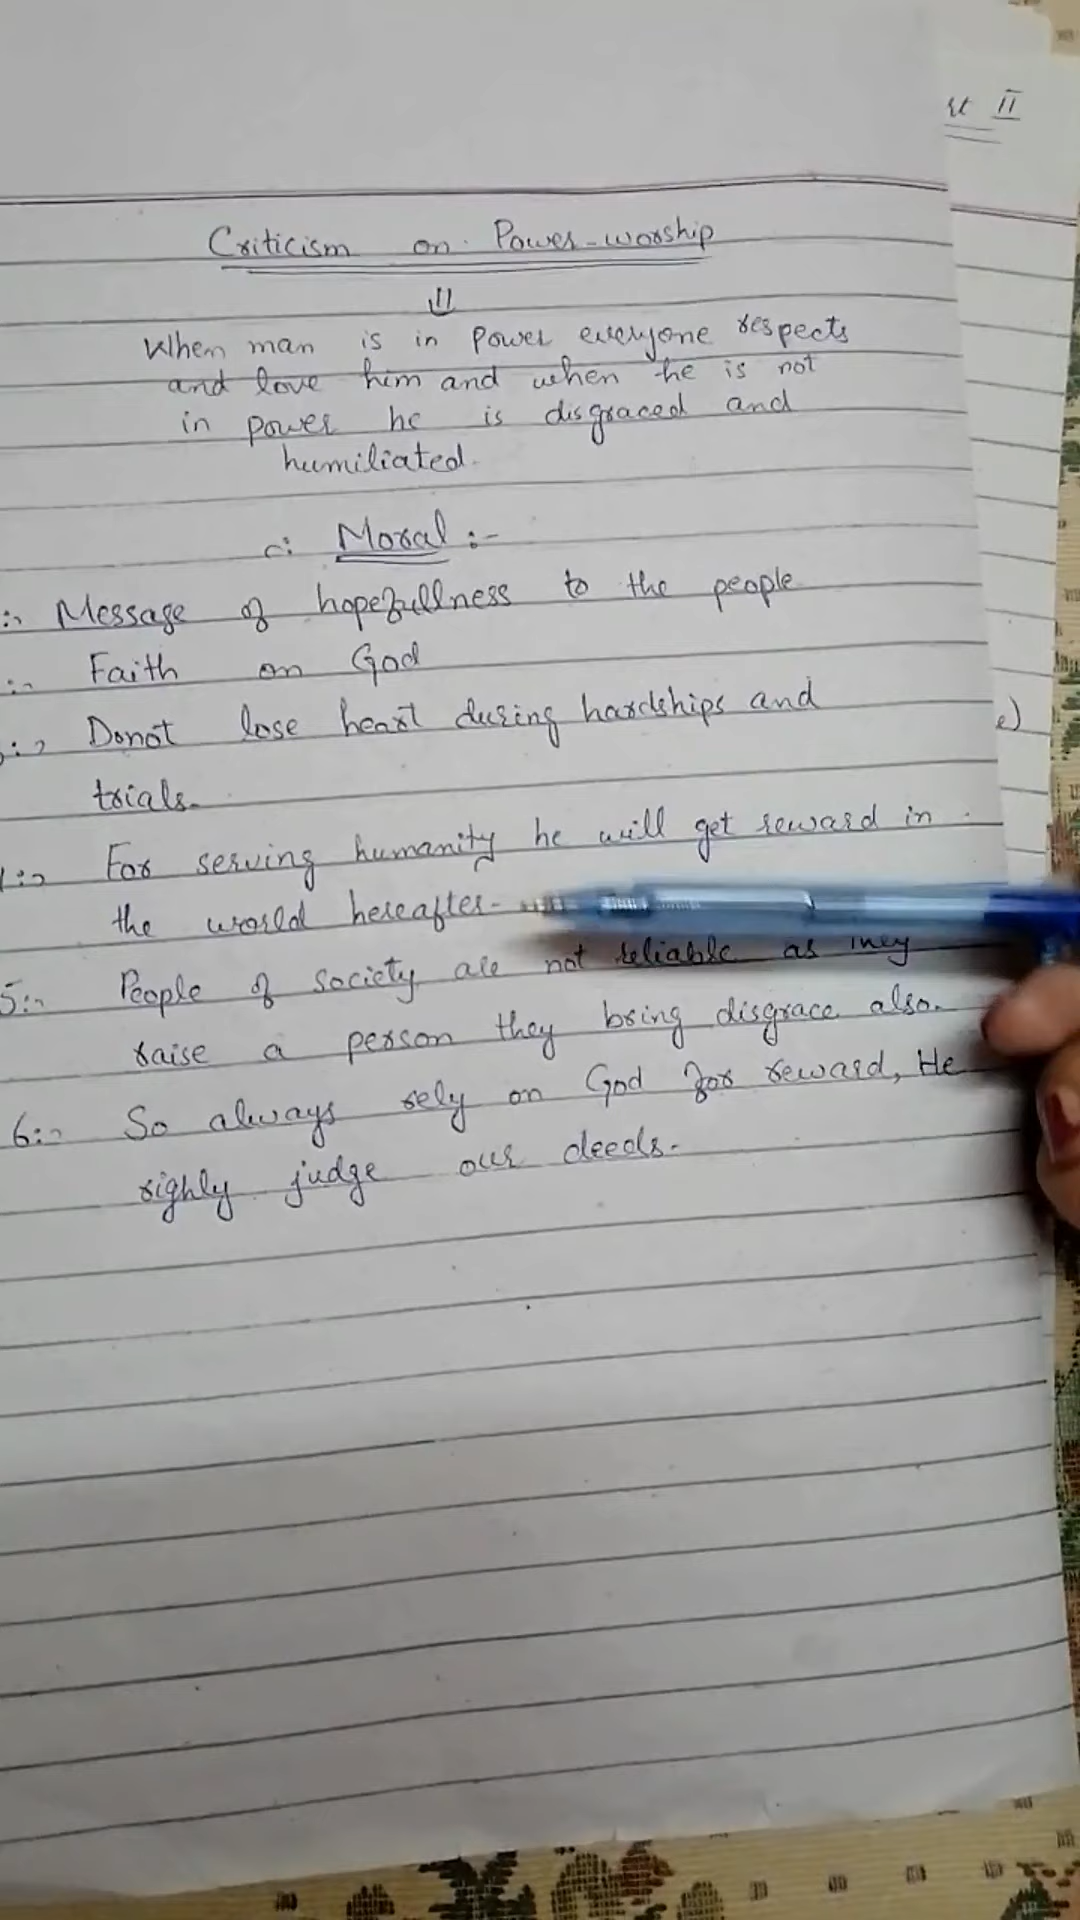 rt II
Criticism on Power-worship
⇓
When man is in power everyone respects
and love him and when he is not
in power he is disgraced and
humiliated.
c: Moral :-
:- Message of hopefullness to the people
:- Faith on God
:- Donot lose heart during hardships and
trials.
:- For serving humanity he will get reward in
the world hereafter-
e)
5:- People of society are not reliable as they
raise a person they bring disgrace also.
6:- So always rely on God for reward, He
righly judge our deeds.